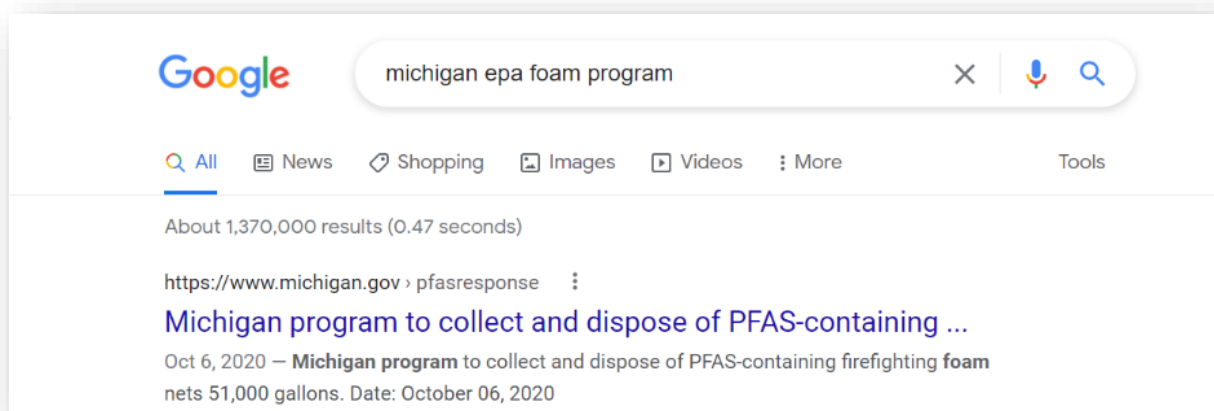 Google
michigan epa foam program
All News Shopping Images Videos More Tools
About 1,370,000 results (0.47 seconds)
https://www.michigan.gov › pfasresponse
Michigan program to collect and dispose of PFAS-containing ...
Oct 6, 2020 — Michigan program to collect and dispose of PFAS-containing firefighting foam
nets 51,000 gallons. Date: October 06, 2020